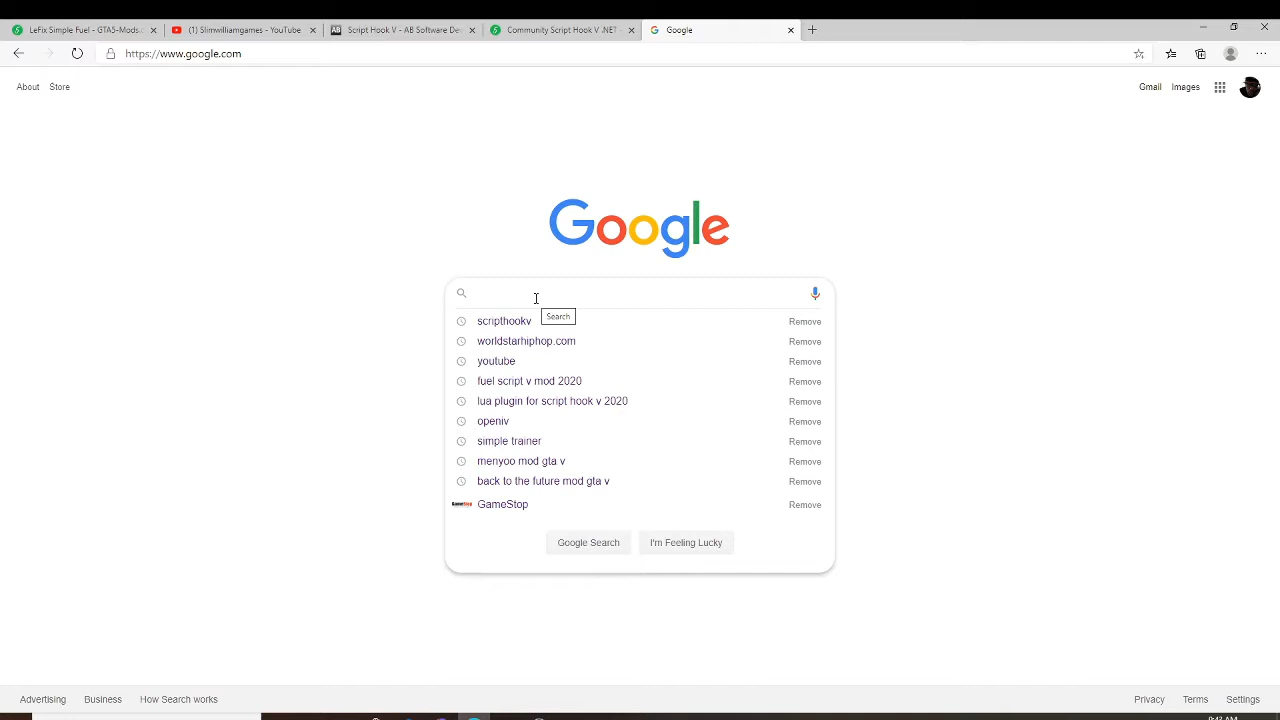 LeFix Simple Fuel - GTA5-Mods.
(1) Slimwilliamgames - YouTube
AB Script Hook V - AB Software De
Community Script Hook V .NET -
Google
https://www.google.com
About Store
Gmail Images
Google
Search
scripthookv Remove
worldstarhiphop.com Remove
youtube Remove
fuel script v mod 2020 Remove
lua plugin for script hook v 2020 Remove
openiv Remove
simple trainer Remove
menyoo mod gta v Remove
back to the future mod gta v Remove
GameStop GameStop Remove
Google Search I'm Feeling Lucky
Advertising Business How Search works
Privacy Terms Settings